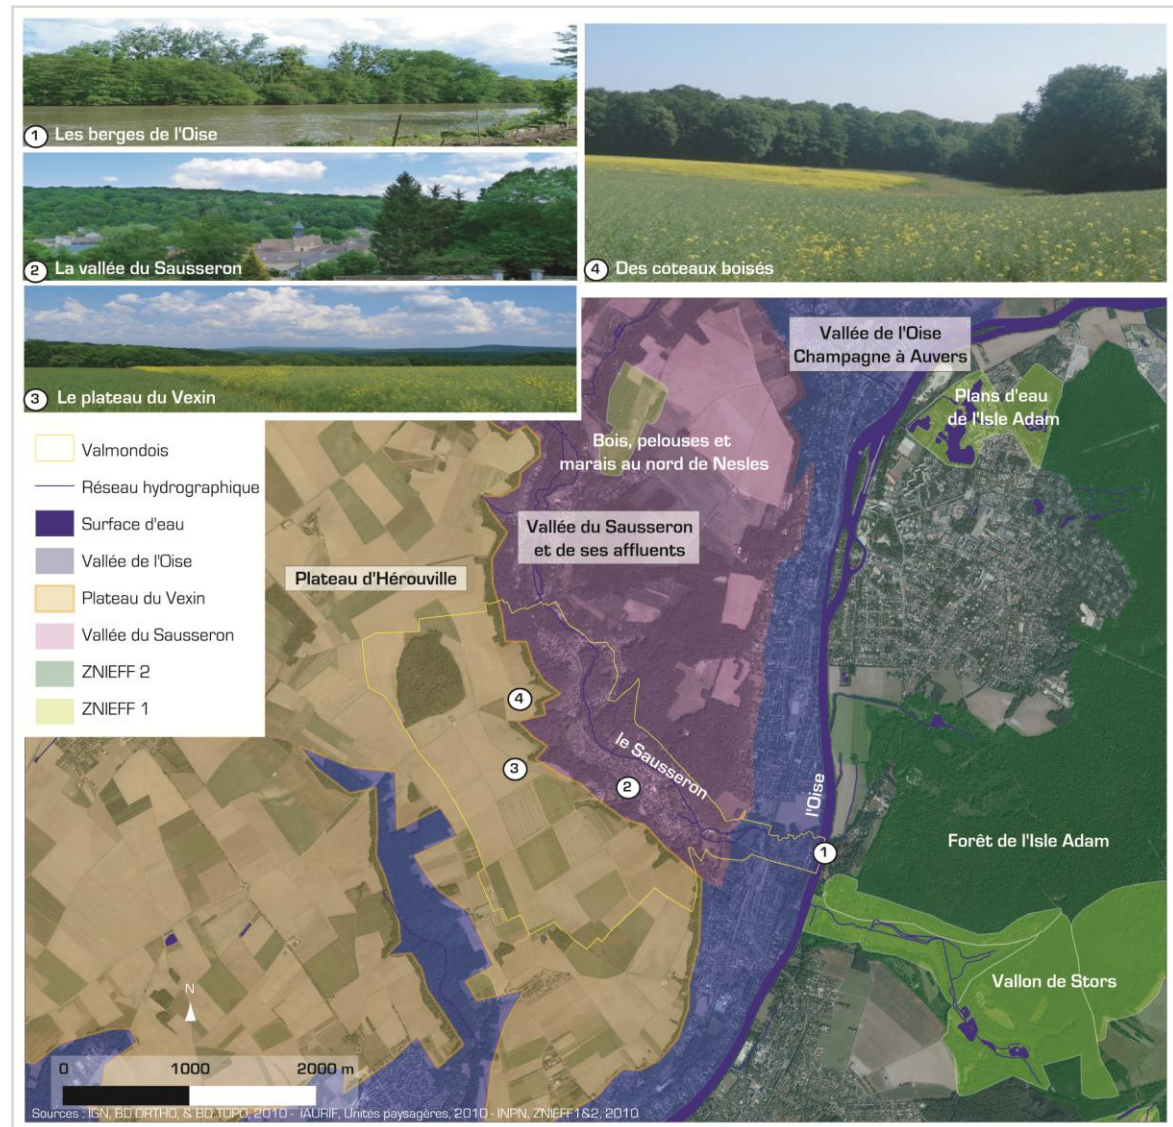 1 Les berges de l'Oise
2 La vallée du Sausseron
3 Le plateau du Vexin
4 Des coteaux boisés
Valmondois
Réseau hydrographique
Surface d'eau
Vallée de l'Oise
Plateau du Vexin
Vallée du Sausseron
ZNIEFF 2
ZNIEFF 1
Vallée de l'Oise
Champagne à Auvers
Plans d'eau
de l'Isle Adam
Bois, pelouses et
marais au nord de Nesles
Vallée du Sausseron
et de ses affluents
Plateau d'Hérouville
4
3
2
le Sausseron
l'Oise
1
Forêt de l'Isle Adam
Vallon de Stors
N
0 1000 2000 m
Sources : IGN, BD ORTHO, & BD TOPO, 2010 - IAURIF, Unités paysagères, 2010 - INPN, ZNIEFF1&2, 2010